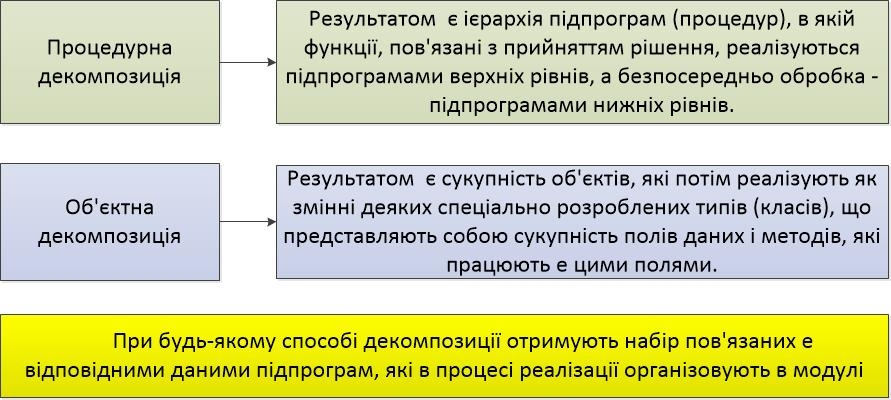 Процедурна
декомпозиція
Результатом є ієрархія підпрограм (процедур), в якій
функції, пов'язані з прийняттям рішення, реалізуються
підпрограмами верхніх рівнів, а безпосередньо обробка -
підпрограмами нижніх рівнів.
Об'єктна
декомпозиція
Результатом є сукупність об'єктів, які потім реалізують як
змінні деяких спеціально розроблених типів (класів), що
представляють собою сукупність полів даних і методів, які
працюють е цими полями.
При будь-якому способі декомпозиції отримують набір пов'язаних е
відповідними даними підпрограм, які в процесі реалізації організовують в модулі